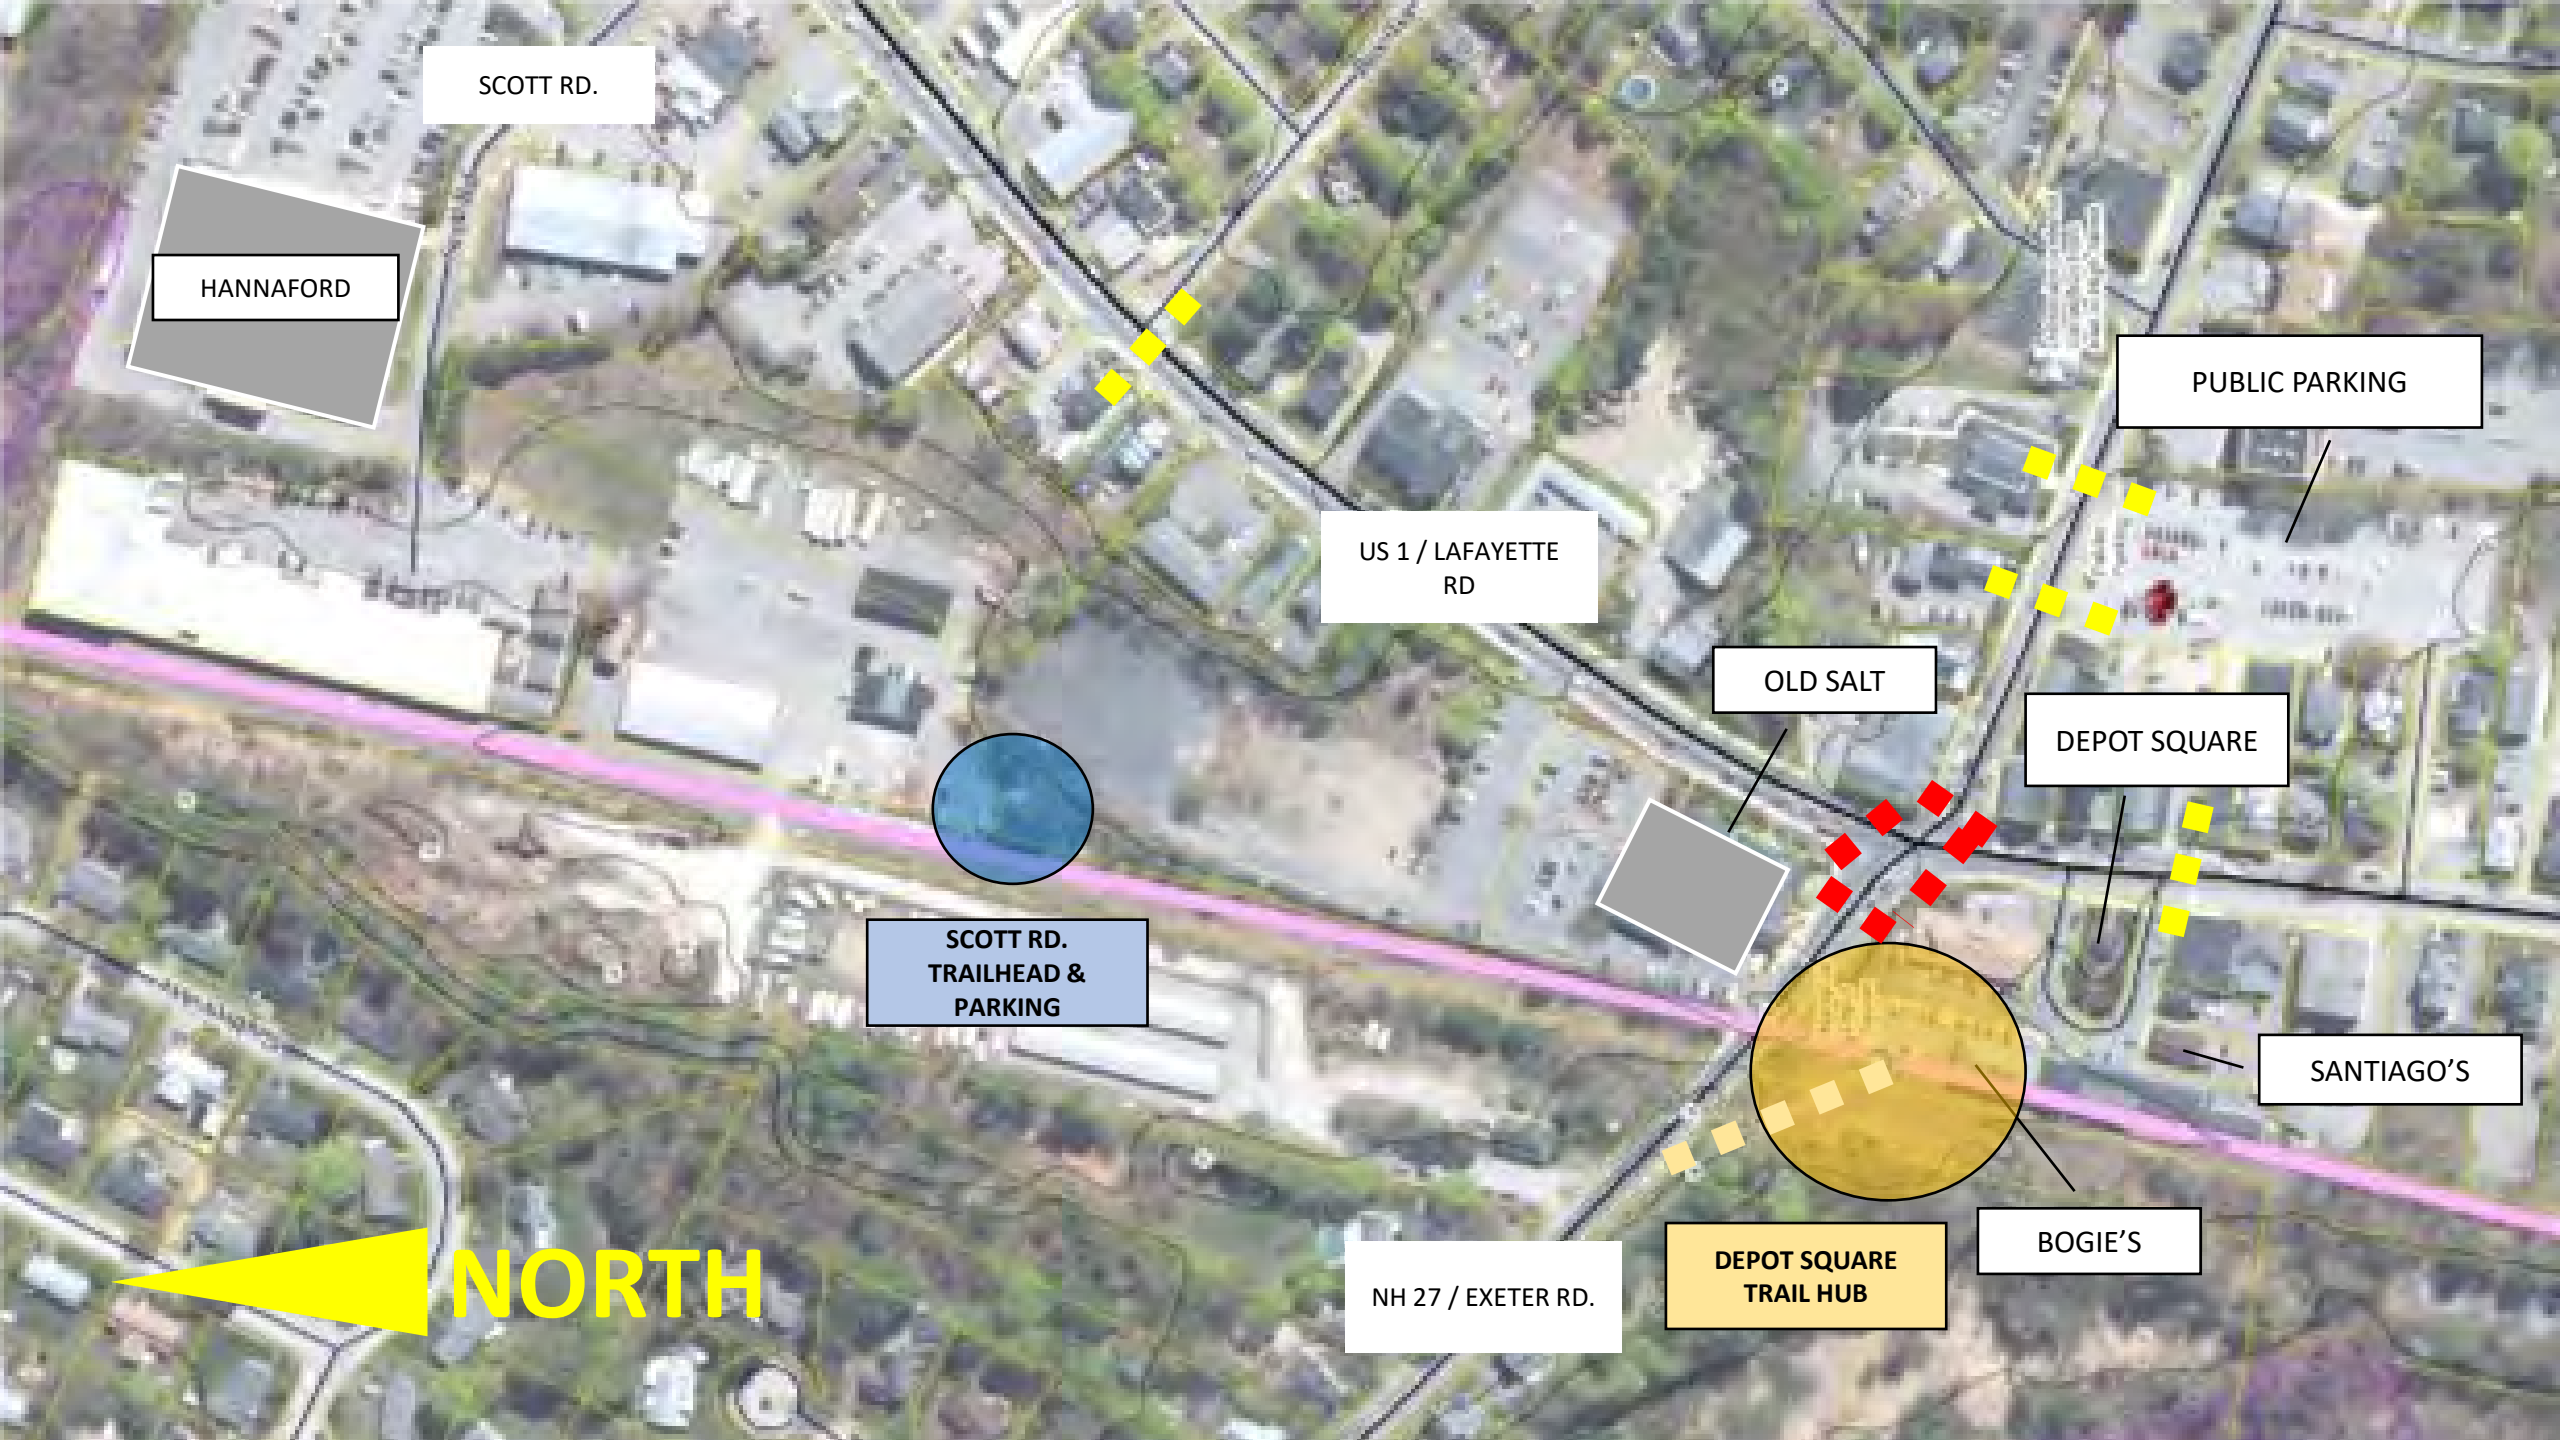 SCOTT RD.
HANNAFORD
PUBLIC PARKING
US 1 / LAFAYETTE
RD
OLD SALT
DEPOT SQUARE
SCOTT RD.
TRAILHEAD &
PARKING
SANTIAGO’S
BOGIE’S
DEPOT SQUARE
TRAIL HUB
NH 27 / EXETER RD.
NORTH